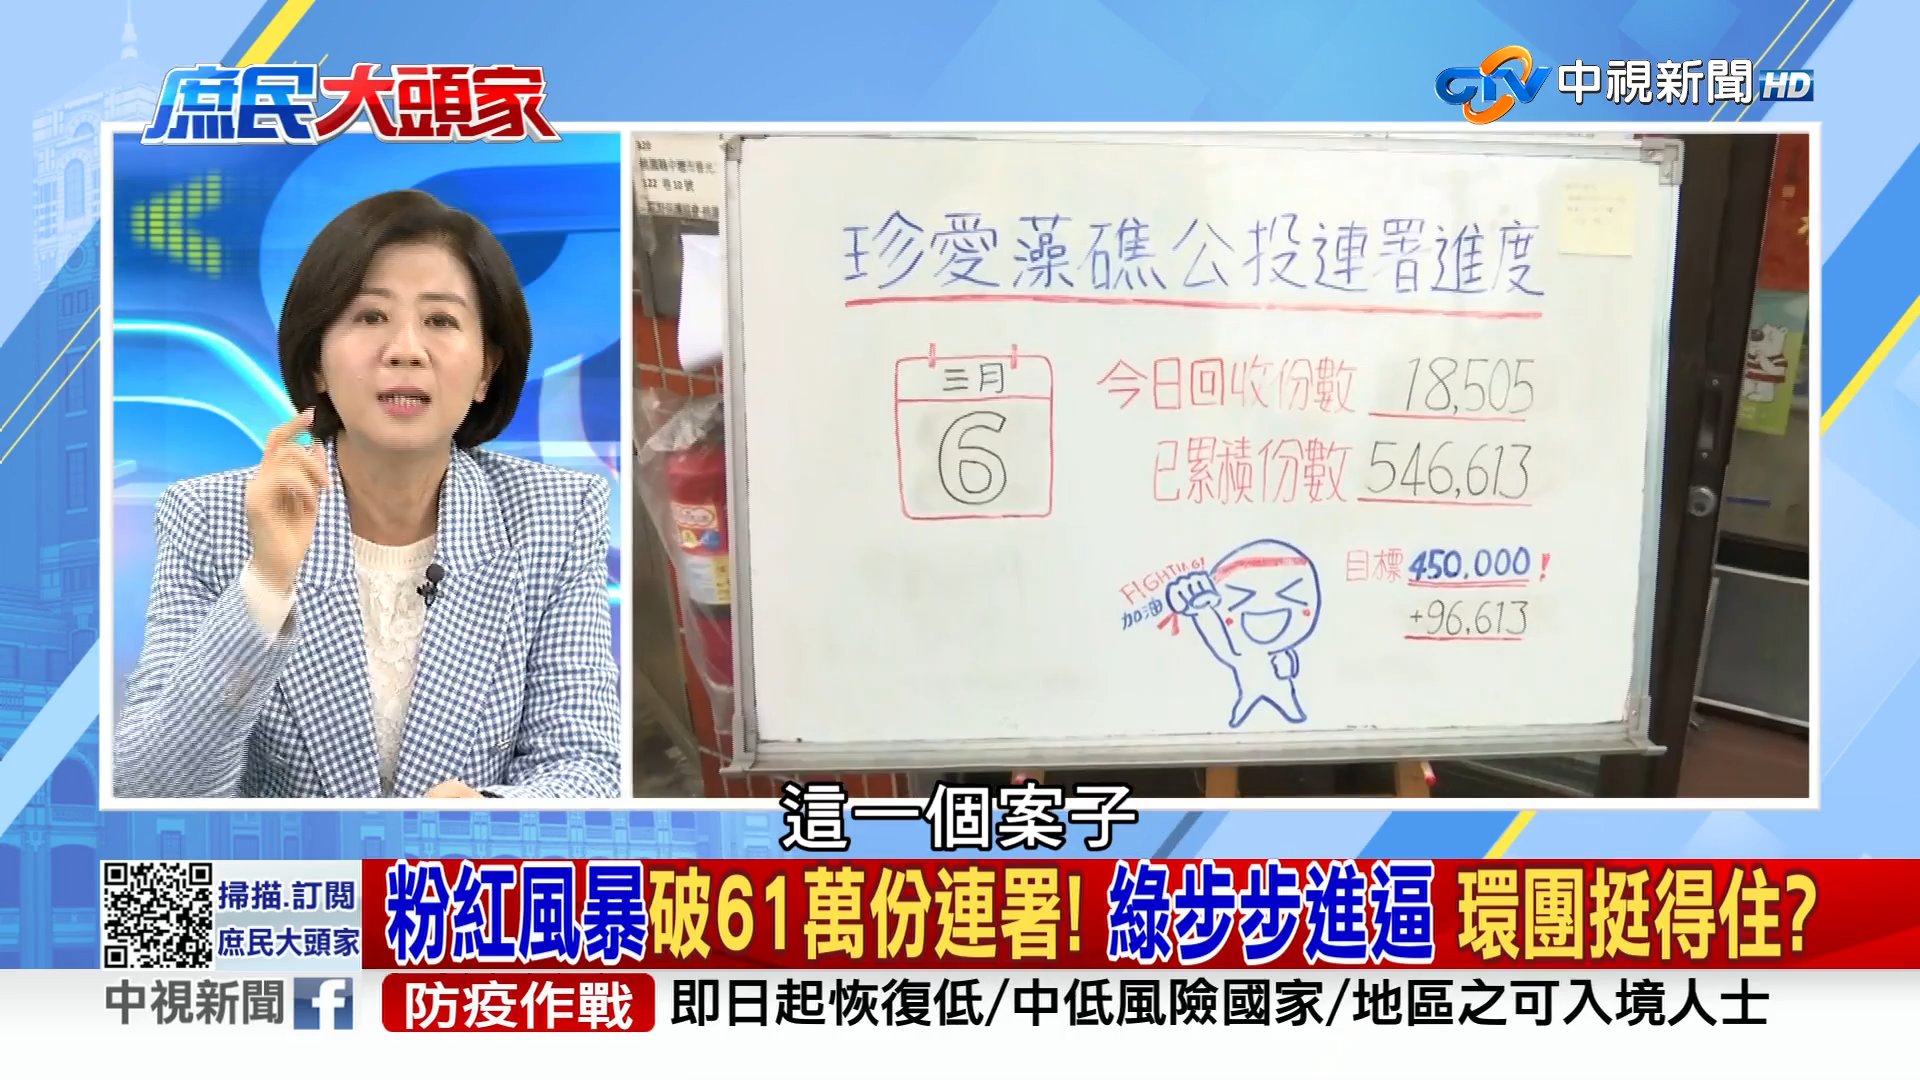 庶民大頭家
CTV中視新聞HD
珍愛藻礁公投連署進度
三月
6
今日回收份數 18,505
已累積份數 546,613
目標 450,000!
+96,613
FIGHTING!
加油
這一個案子
掃描.訂閱
庶民大頭家
粉紅風暴破61萬份連署! 綠步步進逼 環團挺得住?
中視新聞
防疫作戰 即日起恢復低/中低風險國家/地區之可入境人士